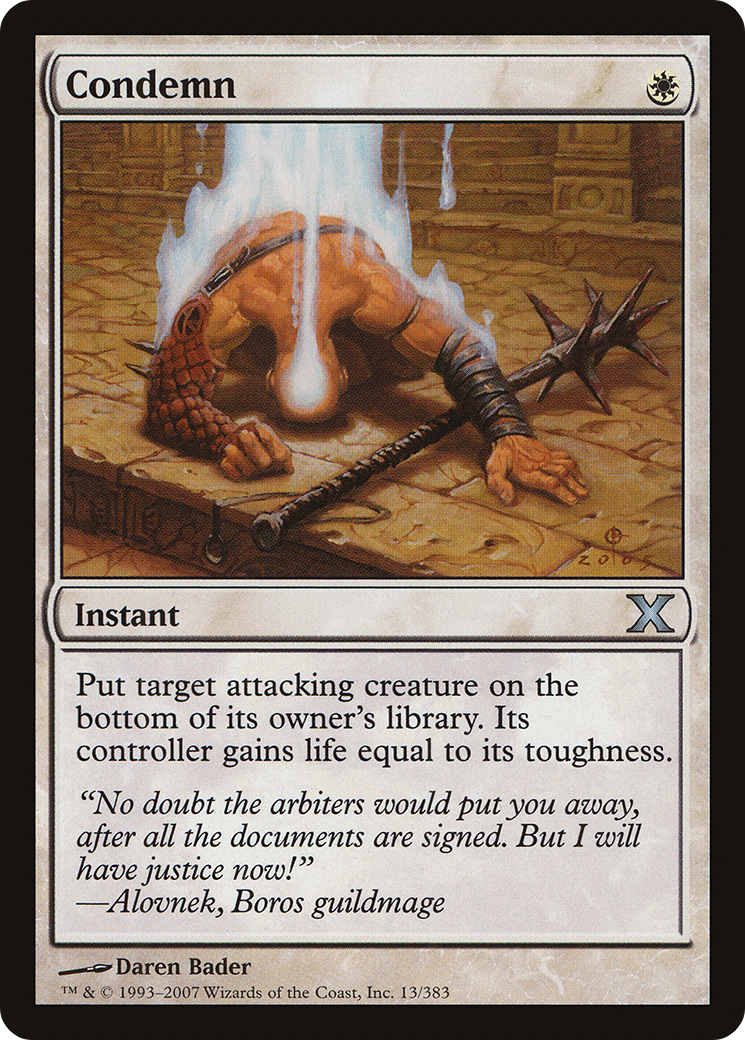 Condemn
2005
Instant
X
Put target attacking creature on the
bottom of its owner's library. Its
controller gains life equal to its toughness.
“No doubt the arbiters would put you away,
after all the documents are signed. But I will
have justice now!”
—Alovnek, Boros guildmage
Daren Bader
™ & © 1993–2007 Wizards of the Coast, Inc. 13/383